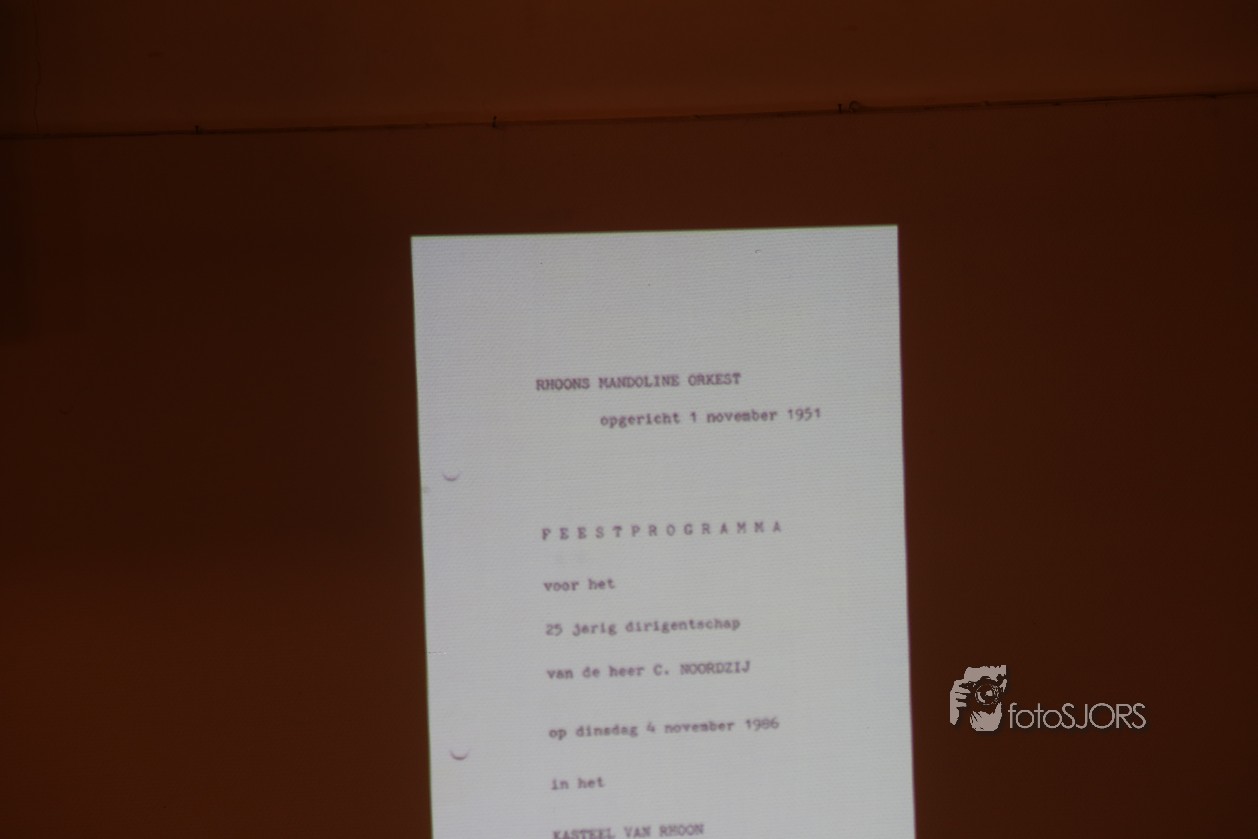 RHOONS MANDOLINE ORKEST
opgericht 1 november 1951
F E E S T P R O G R A M M A
voor het
25 jarig dirigentschap
van de heer C. NOORDZIJ
op dinsdag 4 november 1986
in het
KASTEEL VAN RHOON
fotoSJORS